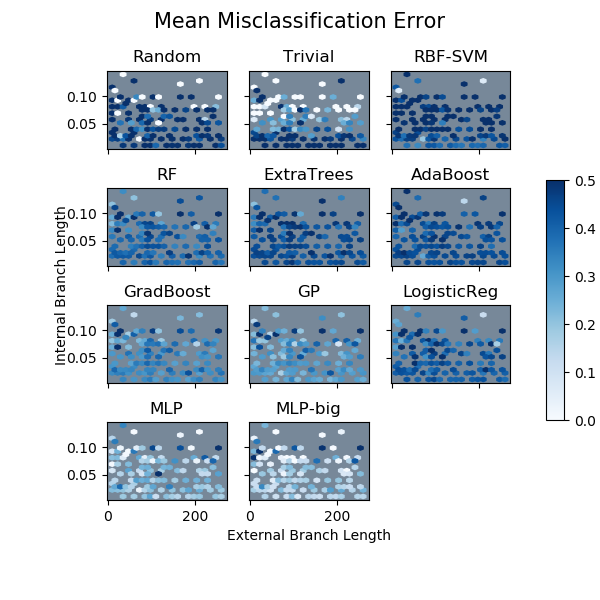 Mean Misclassification Error
Random Trivial RBF-SVM
0.10
0.05
RF ExtraTrees AdaBoost
0.10
0.05
GradBoost GP LogisticReg
0.10
0.05
MLP MLP-big
0.10
0.05
0 200 0 200
External Branch Length
Internal Branch Length
0.5
0.4
0.3
0.2
0.1
0.0